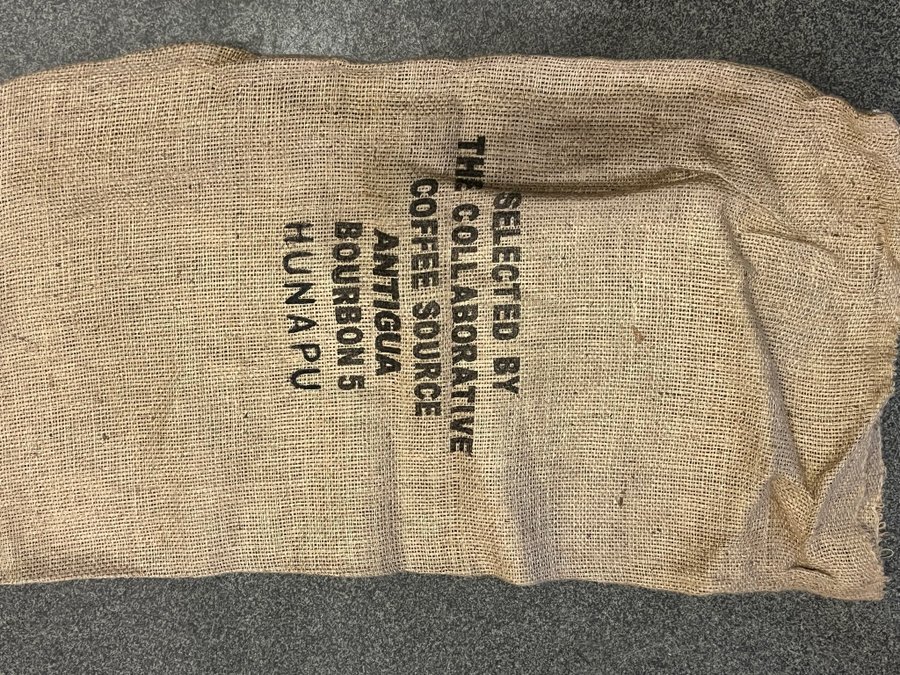 SELECTED BY
THE COLLABORATIVE
COFFEE SOURCE
ANTIGUA
BOURBON 5
HUNAPU